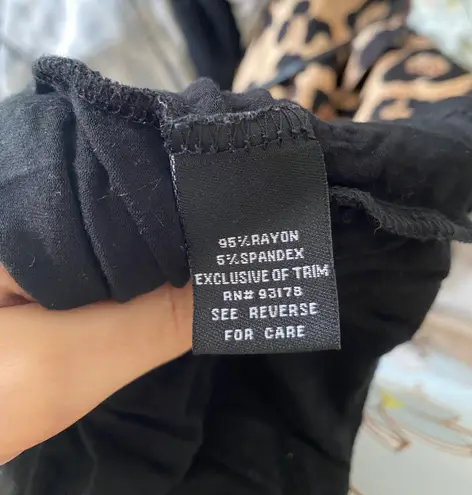 95%RAYON
5%SPANDEX
EXCLUSIVE OF TRIM
RN# 93178
SEE REVERSE
FOR CARE